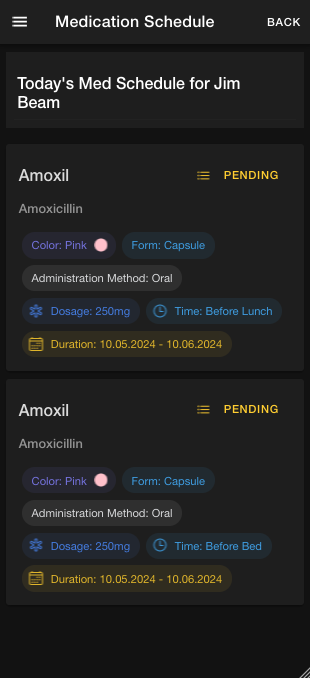 Medication Schedule BACK
Today's Med Schedule for Jim
Beam
Amoxil PENDING
Amoxicillin
Color: Pink Form: Capsule
Administration Method: Oral
Dosage: 250mg Time: Before Lunch
Duration: 10.05.2024 - 10.06.2024
Amoxil PENDING
Amoxicillin
Color: Pink Form: Capsule
Administration Method: Oral
Dosage: 250mg Time: Before Bed
Duration: 10.05.2024 - 10.06.2024